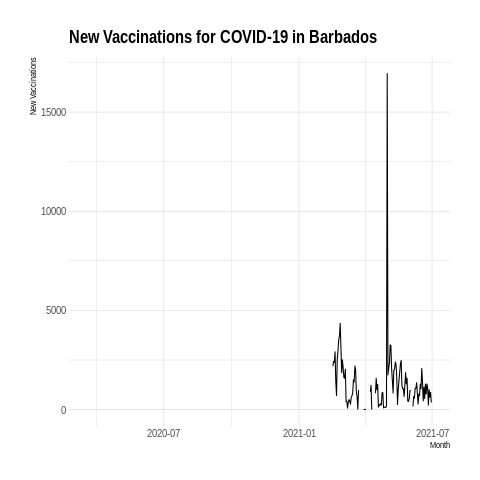 New Vaccinations for COVID-19 in Barbados
New Vaccinations
15000
10000
5000
0
2020-07
2021-01
2021-07
Month